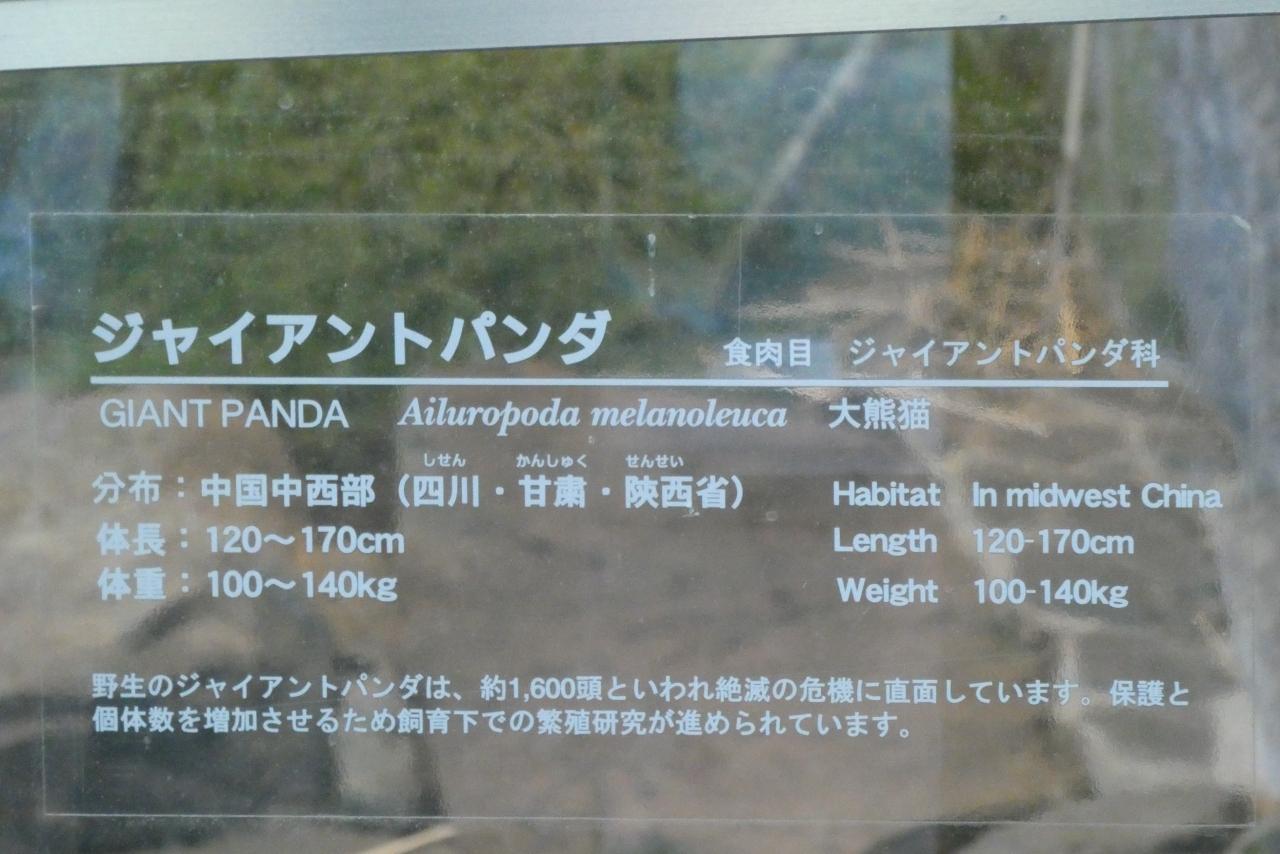 ジャイアントパンダ 食肉目 ジャイアントパンダ科
GIANT PANDA Ailuropoda melanoleuca 大熊猫
しせん かんしゅく せんせい
分布：中国中西部（四川・甘粛・陝西省） Habitat In midwest China
体長：120～170cm Length 120-170cm
体重：100～140kg Weight 100-140kg
野生のジャイアントパンダは、約1,600頭といわれ絶滅の危機に直面しています。保護と
個体数を増加させるため飼育下での繁殖研究が進められています。